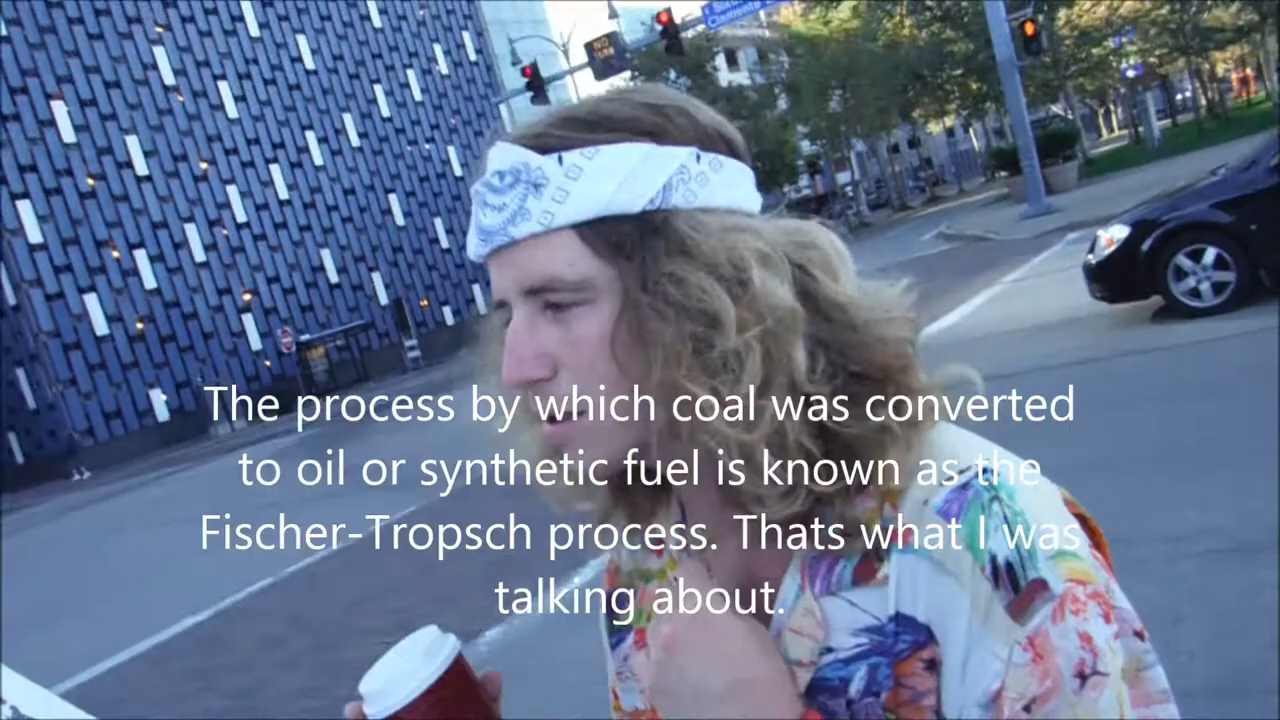 Clemente
The process by which coal was converted
to oil or synthetic fuel is known as the
Fischer-Tropsch process. Thats what I was
talking about.